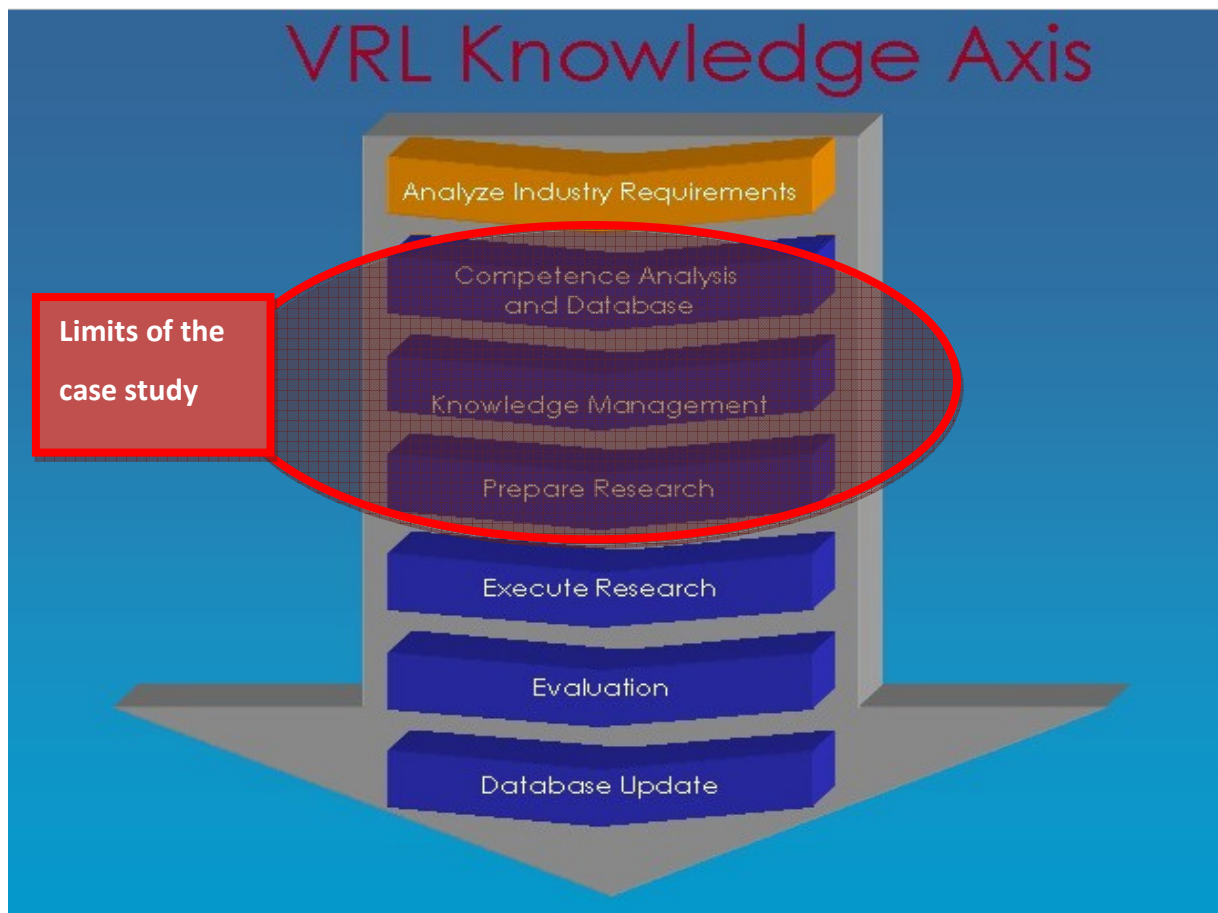 VRL Knowledge Axis
Analyze Industry Requirements
Competence Analysis
and Database
Limits of the
case study
Knowledge Management
Prepare Research
Execute Research
Evaluation
Database Update